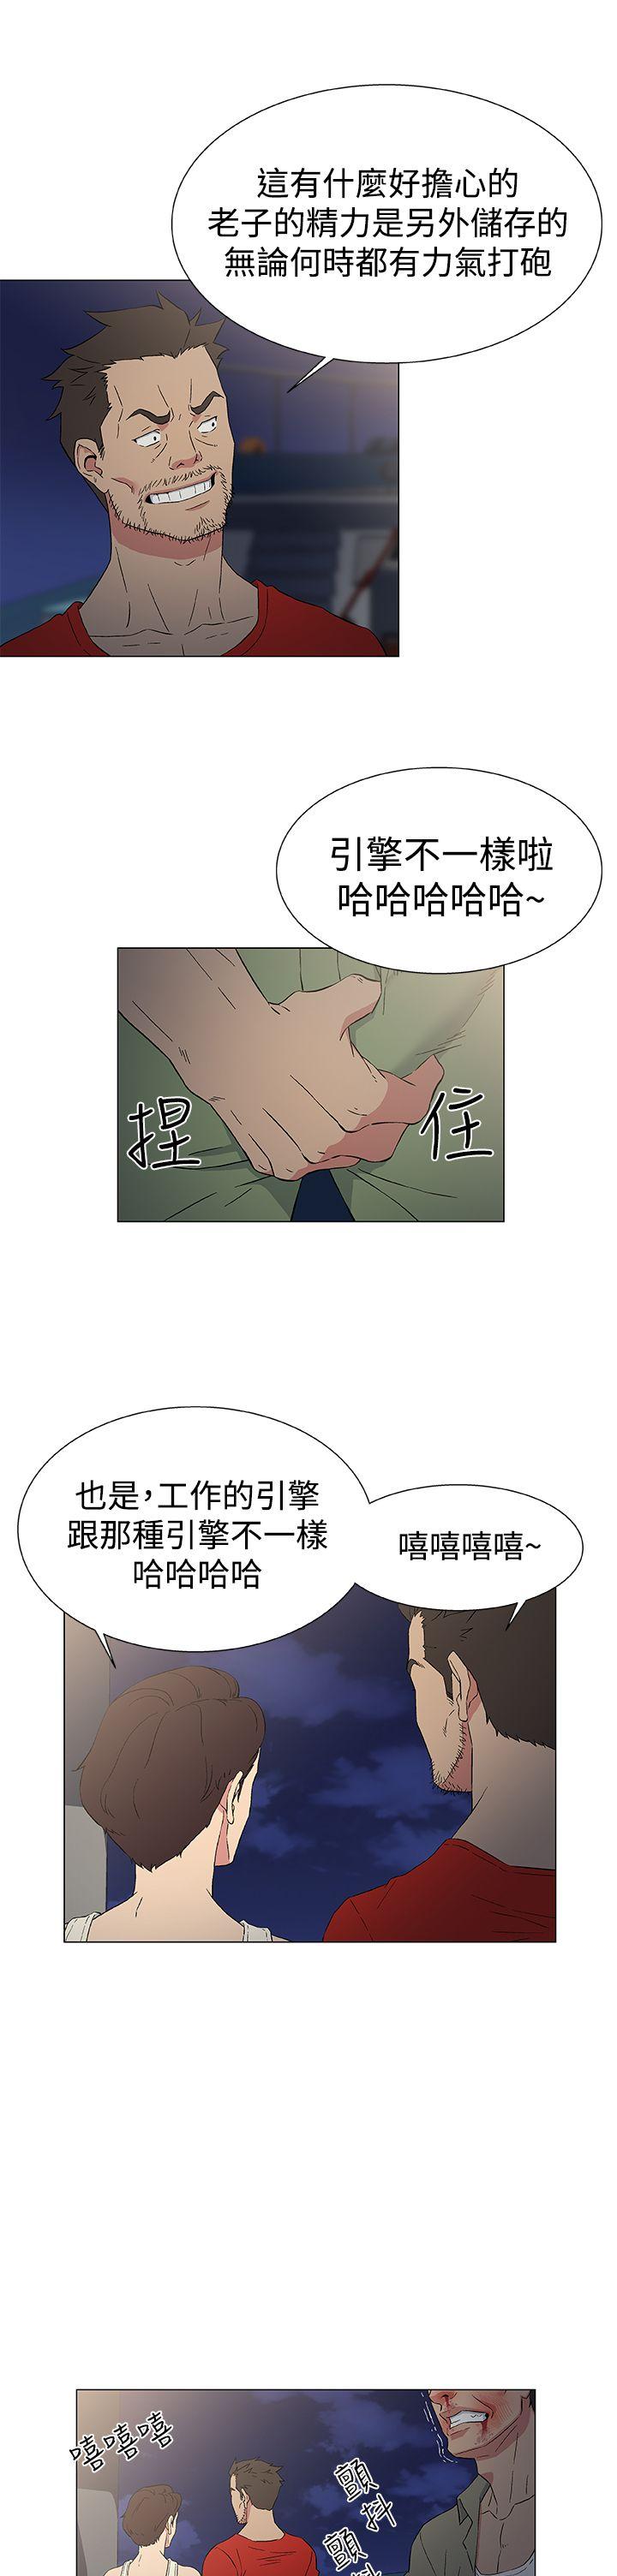 這有什麼好擔心的
老子的精力是另外儲存的
無論何時都有力氣打砲
引擎不一樣啦
哈哈哈哈哈~
捏住
也是，工作的引擎
跟那種引擎不一樣
哈哈哈哈
嘻嘻嘻嘻~
嘻嘻嘻
顫抖
顫抖